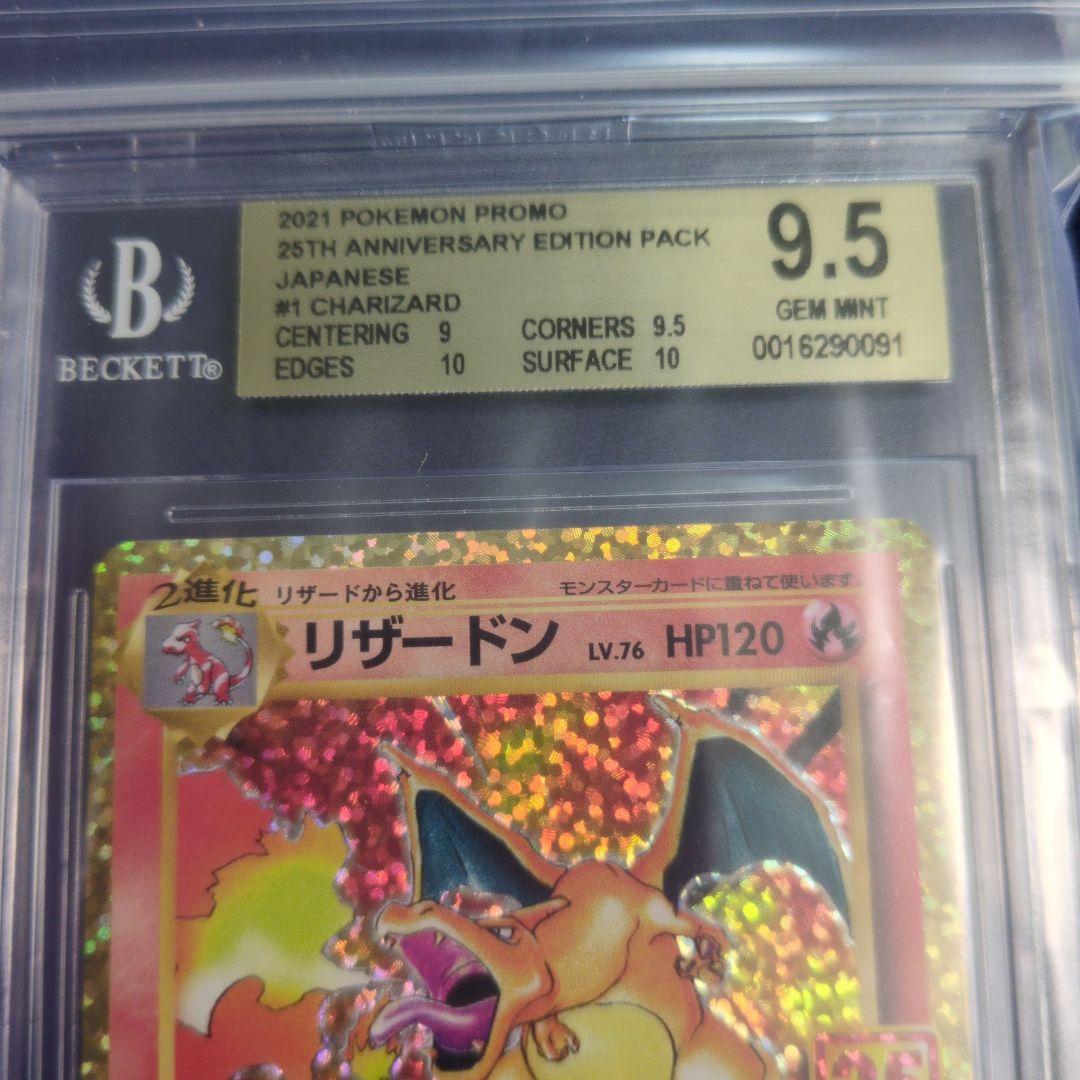 2021 POKEMON PROMO
25TH ANNIVERSARY EDITION PACK
JAPANESE
#1 CHARIZARD
CENTERING 9 CORNERS 9.5
EDGES 10 SURFACE 10
9.5
GEM MINT
0016290091
B
BECKETT®
2進化 リザードから進化 モンスターカードに重ねて使います。
リザードン LV.76 HP120
25